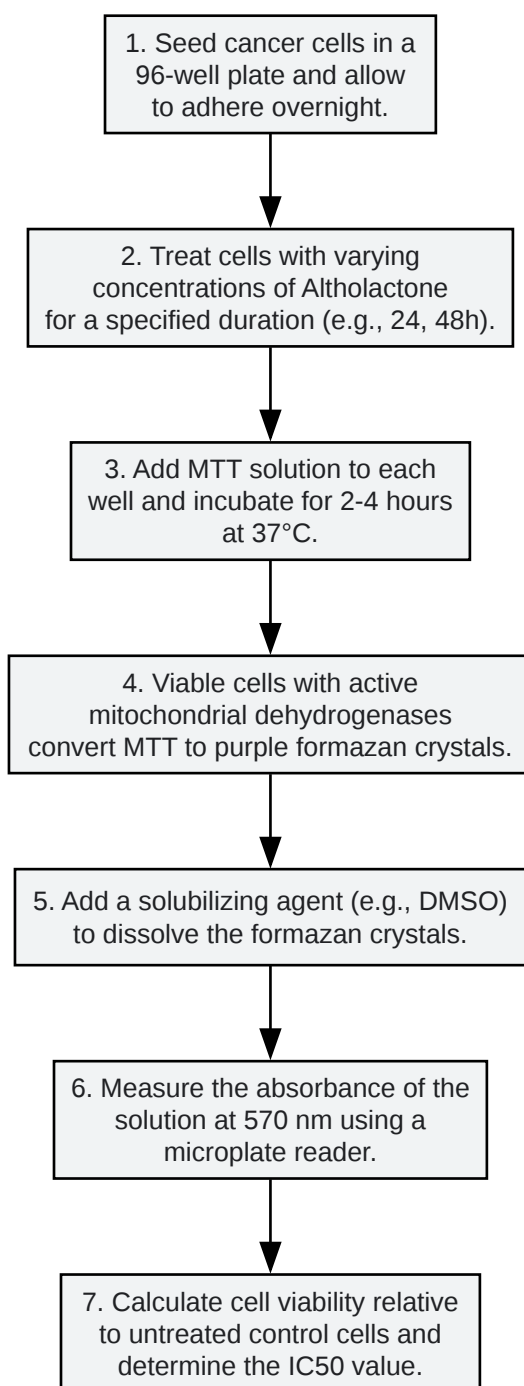 1. Seed cancer cells in a
96-well plate and allow
to adhere overnight.
2. Treat cells with varying
concentrations of Altholactone
for a specified duration (e.g., 24, 48h).
3. Add MTT solution to each
well and incubate for 2-4 hours
at 37°C.
4. Viable cells with active
mitochondrial dehydrogenases
convert MTT to purple formazan crystals.
5. Add a solubilizing agent (e.g., DMSO)
to dissolve the formazan crystals.
6. Measure the absorbance of the
solution at 570 nm using a
microplate reader.
7. Calculate cell viability relative
to untreated control cells and
determine the IC50 value.